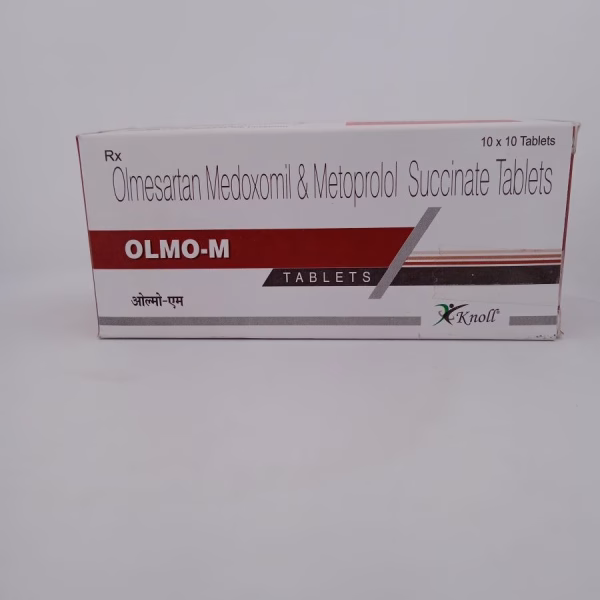 10 x 10 Tablets
Rx
Olmesartan Medoxomil & Metoprolol Succinate Tablets
OLMO-M
TABLETS
ओल्मो-एम
Knoll®